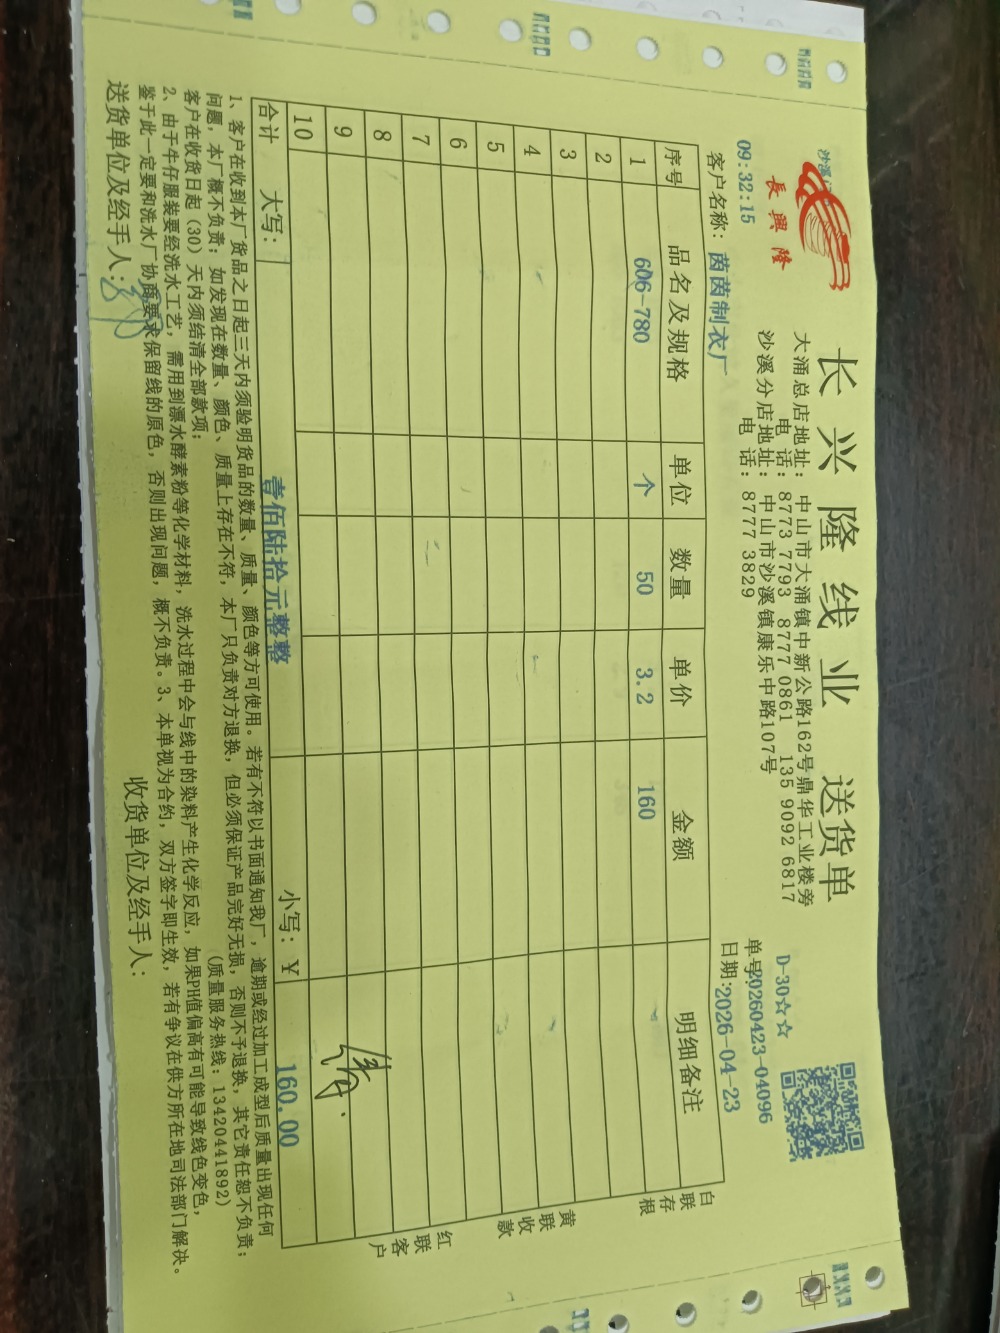 長興隆
长兴隆线业 送货单
大涌总店地址: 中山市大涌镇中新公路162号鼎华工业楼旁
电 话: 8773 7793 8777 0861 135 9092 6817
沙溪分店地址: 中山市沙溪镇康乐中路107号
电 话: 8777 3829
D-30☆☆
单号:20260423-04096
09:32:15
客户名称: 茵茵制衣厂
日期:2026-04-23
序号 品名及规格 单位 数量 单价 金额 明细备注
1 606-780 个 50 3.2 160
2
3
4
5
6
7
8
9
10
合计 大写: 壹佰陆拾元整整 小写: ¥ 160.00
白联存根
黄联收款
红联客户
1、客户在收到本厂货品之日起三天内须验明货品的数量、质量、颜色等方可使用。若有不符以书面通知我厂，逾期或经过加工成型后质量出现任何
问题，本厂概不负责；如发现在数量、颜色、质量上存在不符，本厂只负责对方退换，但必须保证产品完好无损，否则不予退换，其它责任恕不负责；
客户在收货日起（30）天内须结清全部款项； (质量服务热线: 13420441892)
2、由于牛仔服装要经洗水工艺，需用到漂水酵素粉等化学材料，洗水过程中会与线中的染料产生化学反应，如果PH值偏高有可能导致线色变色，
鉴于此一定要和洗水厂协商要求保留线的原色，否则出现问题，概不负责。3、本单视为合约，双方签字即生效，若有争议在供方所在地司法部门解决。
送货单位及经手人: 收货单位及经手人: